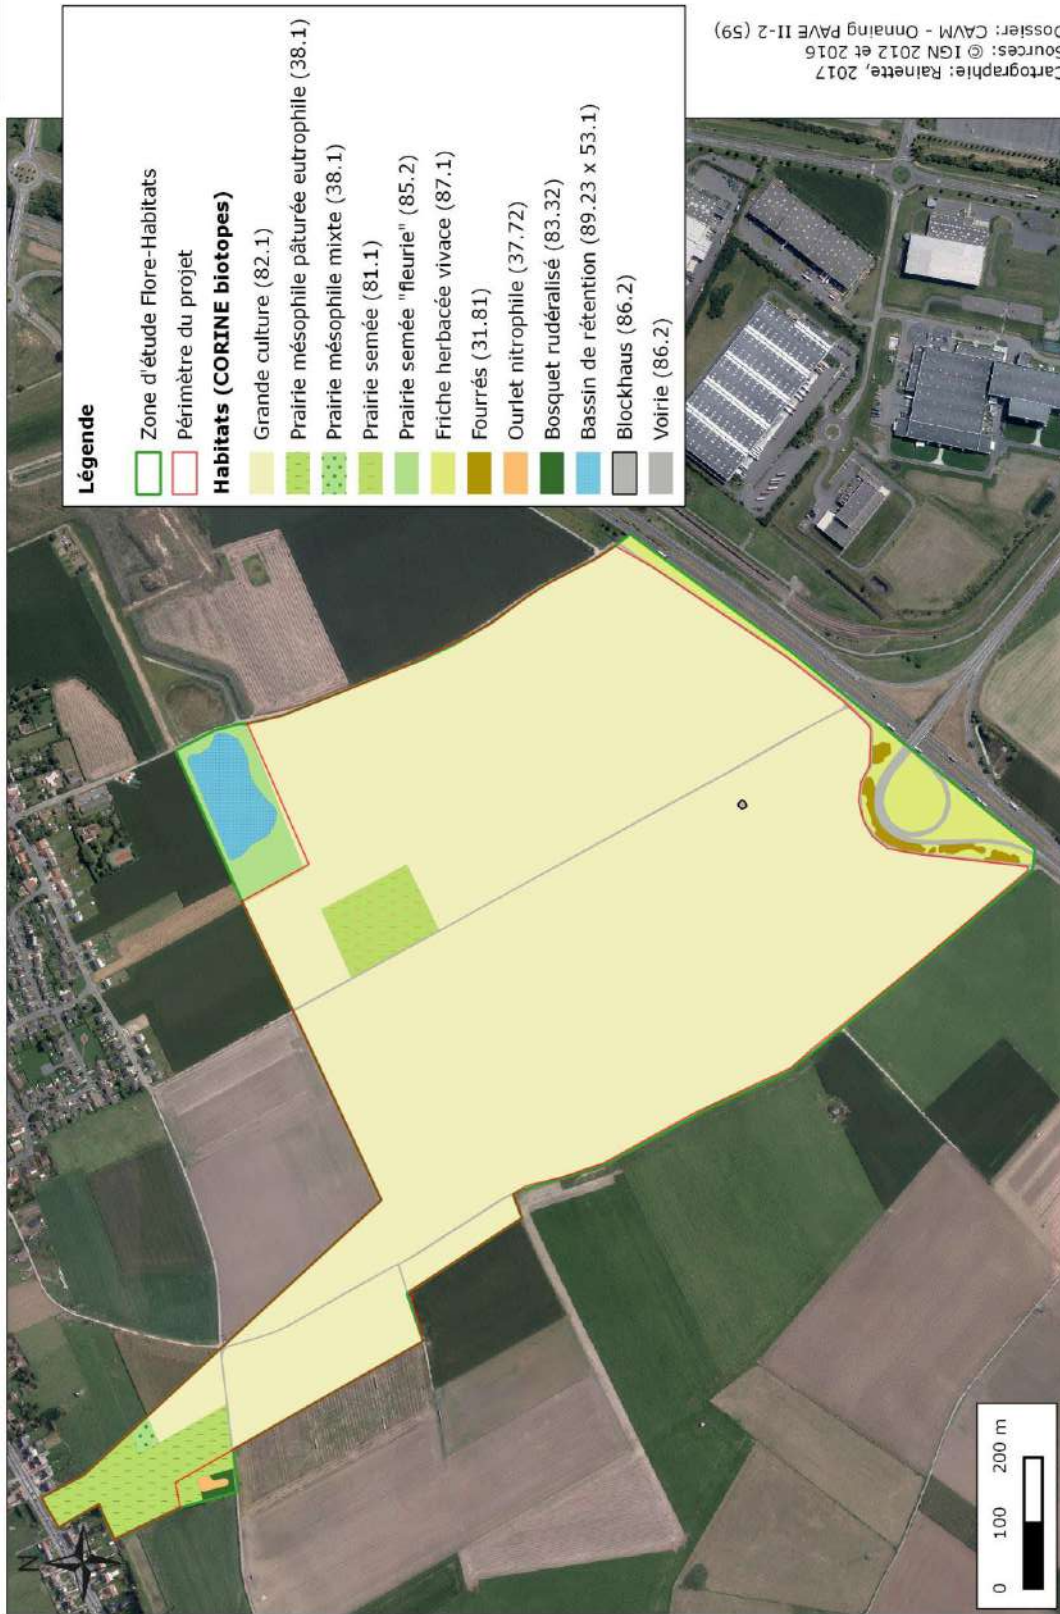 Légende
Zone d'étude Flore-Habitats
Périmètre du projet
Habitats (CORINE biotopes)
Grande culture (82.1)
Prairie mésophile pâturée eutrophile (38.1)
Prairie mésophile mixte (38.1)
Prairie semée (81.1)
Prairie semée "fleurie" (85.2)
Friche herbacée vivace (87.1)
Fourrés (31.81)
Ourlet nitrophile (37.72)
Bosquet rudéralisé (83.32)
Bassin de rétention (89.23 x 53.1)
Blockhaus (86.2)
Voirie (86.2)
Cartographie: Rainette, 2017
Sources: © IGN 2012 et 2016
Dossier: CAVM - Onnaing PAVE II-2 (59)
N
0 100 200 m